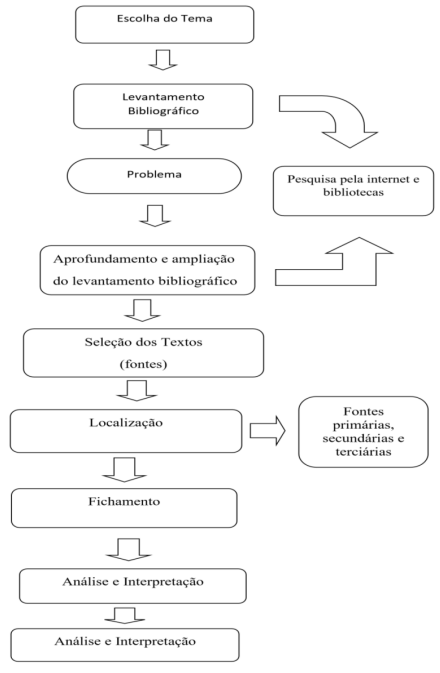 Escolha do Tema
Levantamento
Bibliográfico
Problema
Pesquisa pela internet e
bibliotecas
Aprofundamento e ampliação
do levantamento bibliográfico
Seleção dos Textos
(fontes)
Localização
Fontes
primárias,
secundárias e
terciárias
Fichamento
Análise e Interpretação
Análise e Interpretação